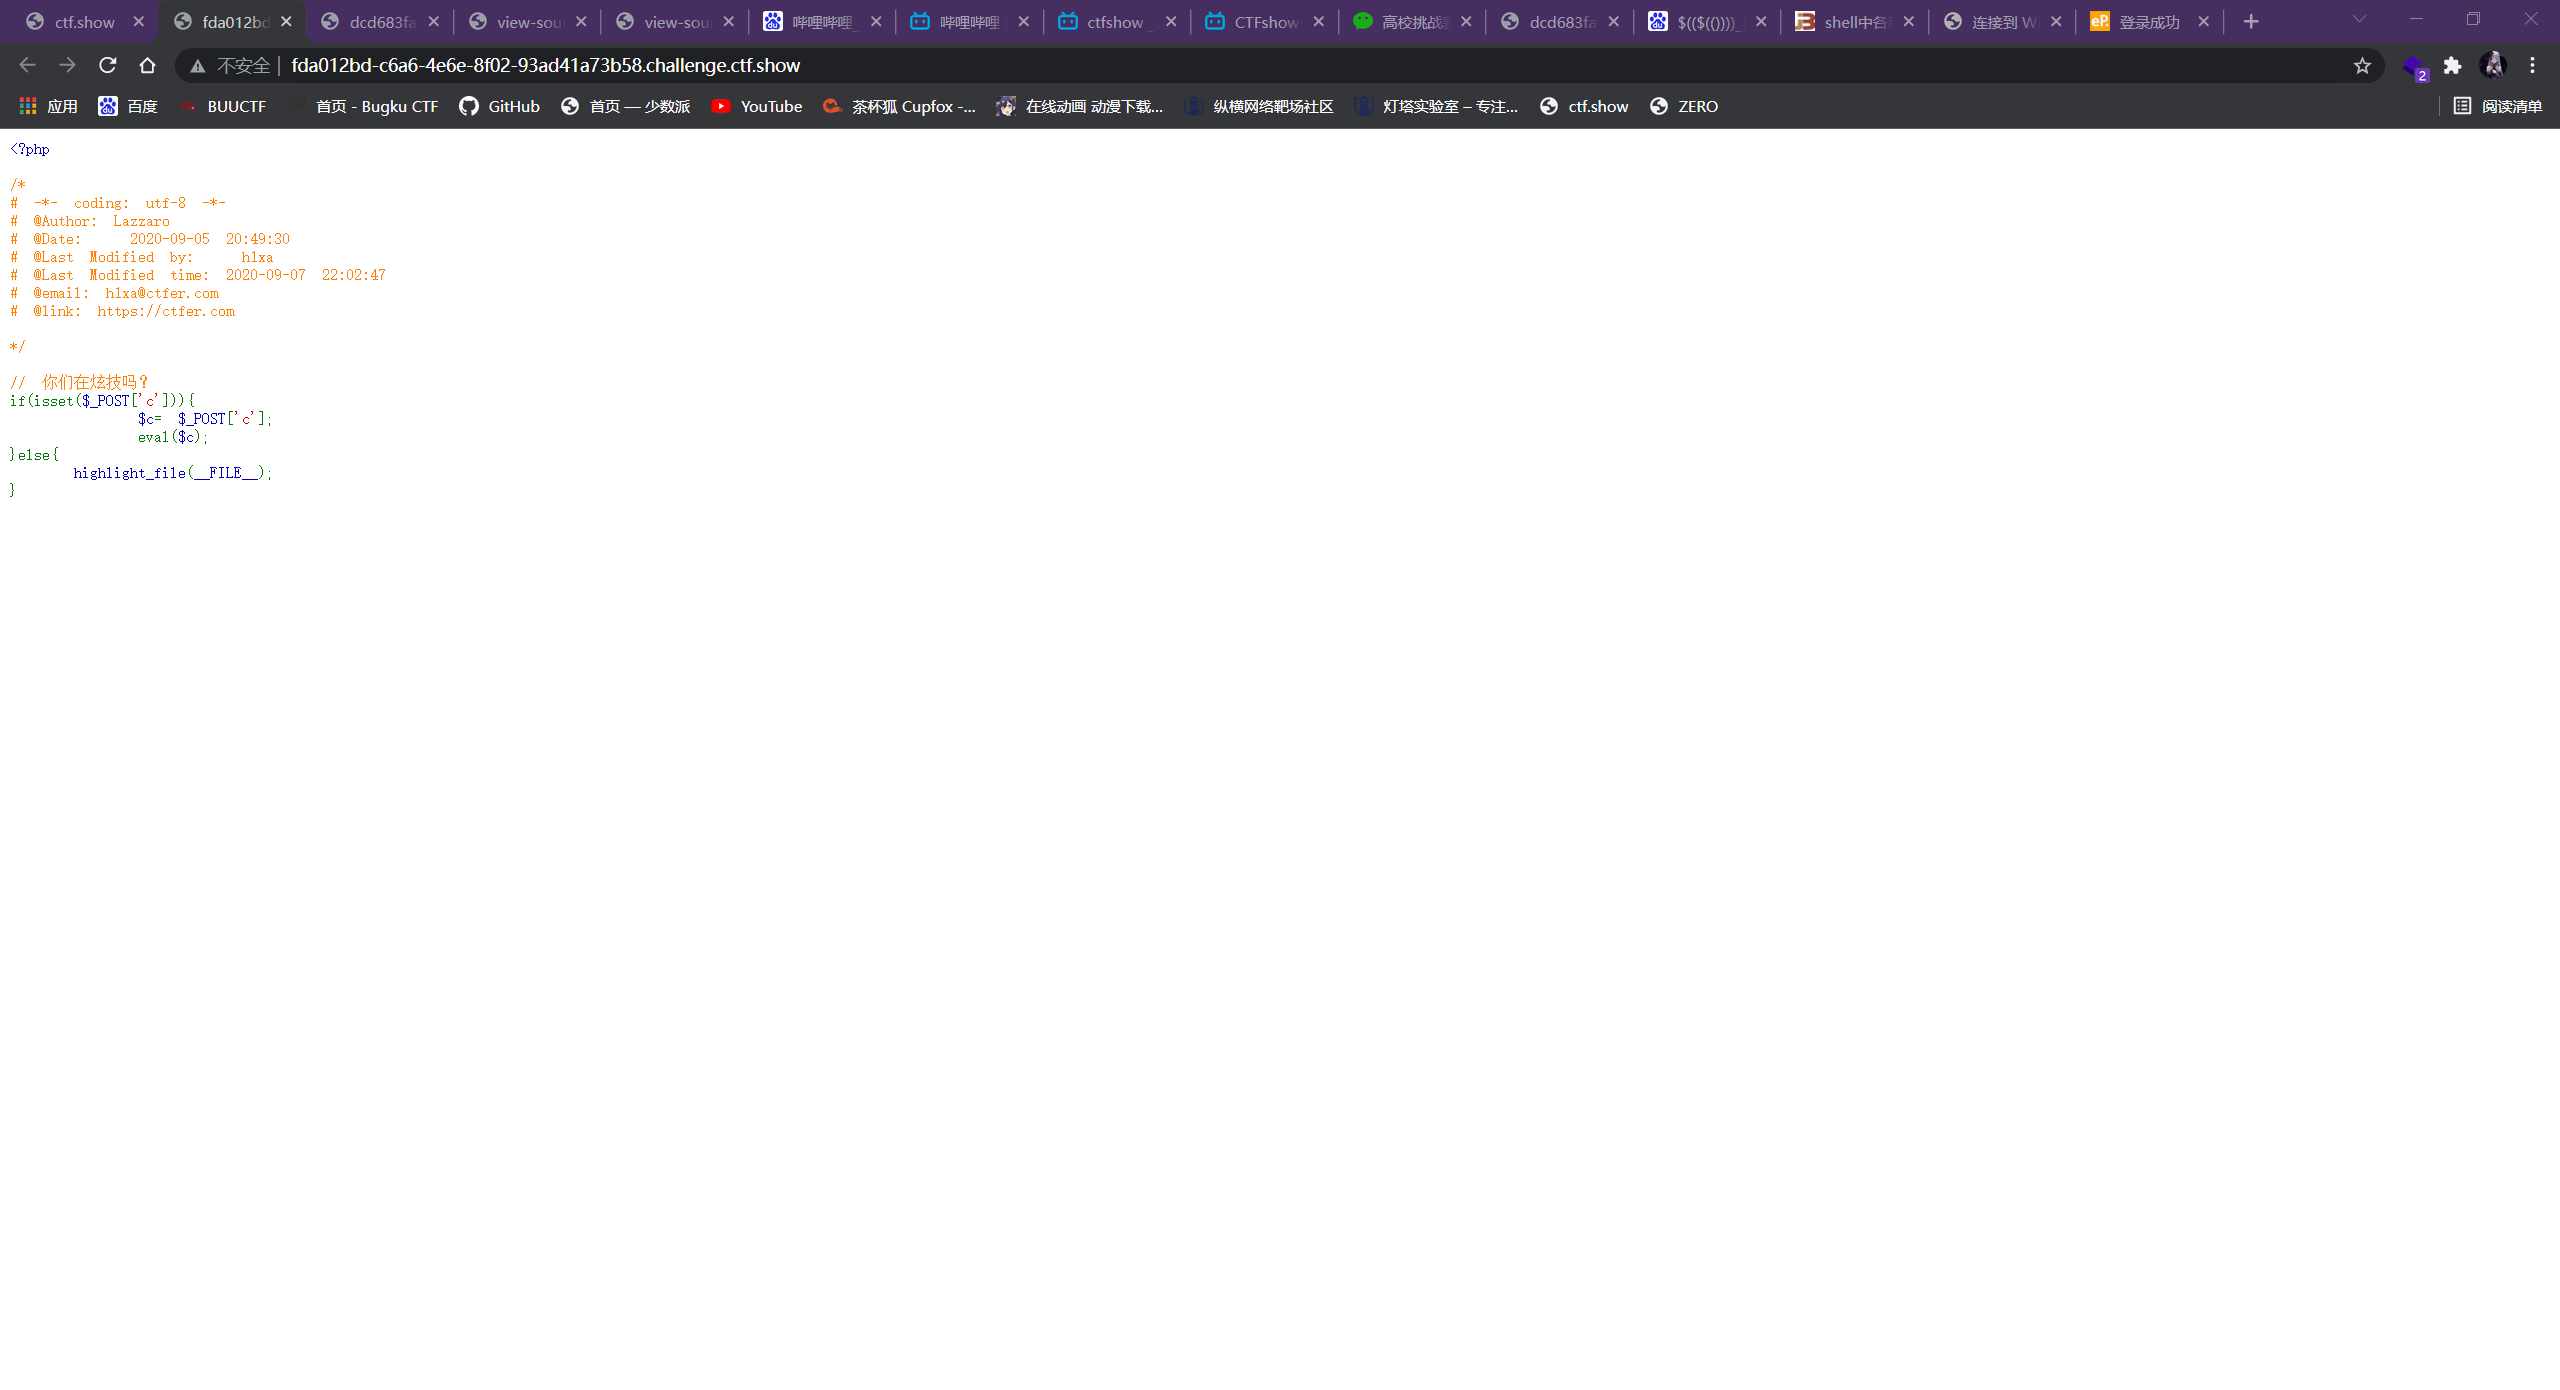 ctf.show
fda012bd
dcd683fa
view-sou
view-sou
哔哩哔哩_
哔哩哔哩
ctfshow _
CTFshow
高校挑战
dcd683fa
$(($(())))_
shell中各
连接到 W
登录成功
不安全 | fda012bd-c6a6-4e6e-8f02-93ad41a73b58.challenge.ctf.show
2
应用
百度
BUUCTF
首页 - Bugku CTF
GitHub
首页 — 少数派
YouTube
茶杯狐 Cupfox -...
在线动画 动漫下载...
纵横网络靶场社区
灯塔实验室 – 专注...
ctf.show
ZERO
阅读清单
<?php
/*
# -*- coding: utf-8 -*-
# @Author: Lazzaro
# @Date:   2020-09-05 20:49:30
# @Last Modified by:   h1xa
# @Last Modified time: 2020-09-07 22:02:47
# @email: h1xa@ctfer.com
# @link: https://ctfer.com
*/
// 你们在炫技吗？
if(isset($_POST['c'])){
        $c= $_POST['c'];
        eval($c);
}else{
    highlight_file(__FILE__);
}